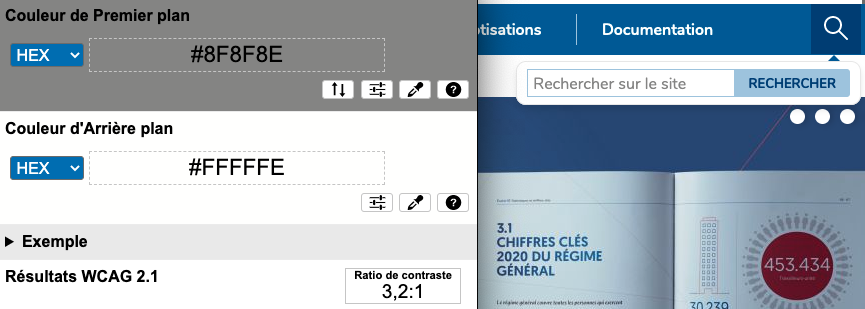 Couleur de Premier plan
HEX
#8F8F8E
Couleur d'Arrière plan
HEX
#FFFFFE
Exemple
Résultats WCAG 2.1
Ratio de contraste
3,2:1
otisations
Documentation
Rechercher sur le site
RECHERCHER
3.1
CHIFFRES CLÉS
2020 DU RÉGIME
GÉNÉRAL
Le régime général couvre toutes les personnes qui exercent
30.239
453.434